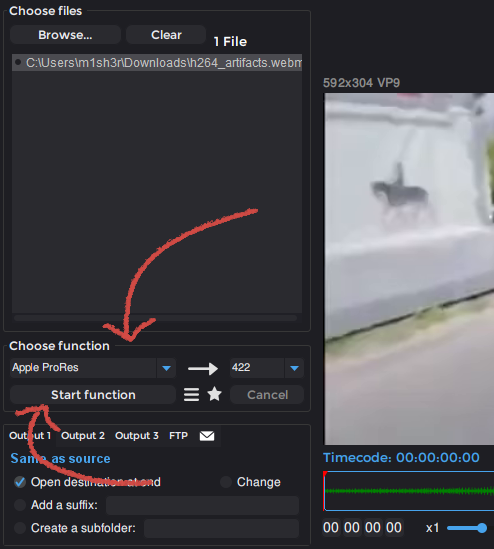 Choose files
Browse...
Clear
1 File
C:\Users\m1sh3r\Downloads\h264_artifacts.webm
592x304 VP9
Choose function
Apple ProRes
422
Start function
Cancel
Output 1 Output 2 Output 3 FTP
Same as source
Open destination at end
Change
Add a suffix:
Create a subfolder:
Timecode: 00:00:00:00
00 00 00 00 x1